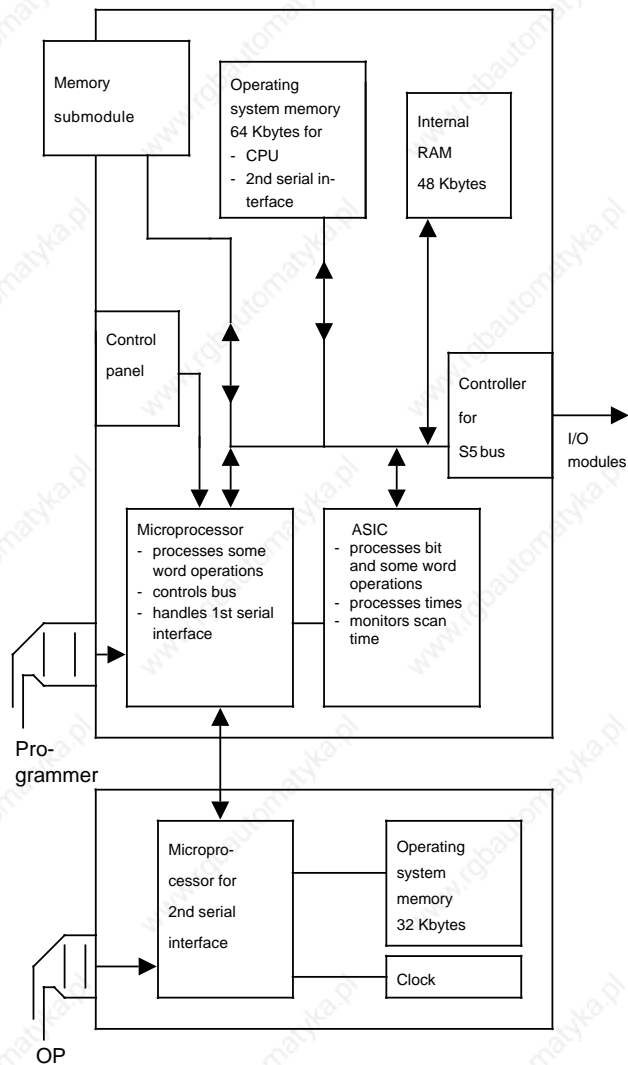 Memory
submodule
Operating
system memory
64 Kbytes for
- CPU
- 2nd serial in-
terface
Internal
RAM
48 Kbytes
Control
panel
Controller
for
S5 bus
I/O
modules
Microprocessor
- processes some
word operations
- controls bus
- handles 1st serial
interface
ASIC
- processes bit
and some word
operations
- processes times
- monitors scan
time
Pro-
grammer
Micropro-
cessor for
2nd serial
interface
Operating
system
memory
32 Kbytes
Clock
OP
www.rgbautomatyka.pl